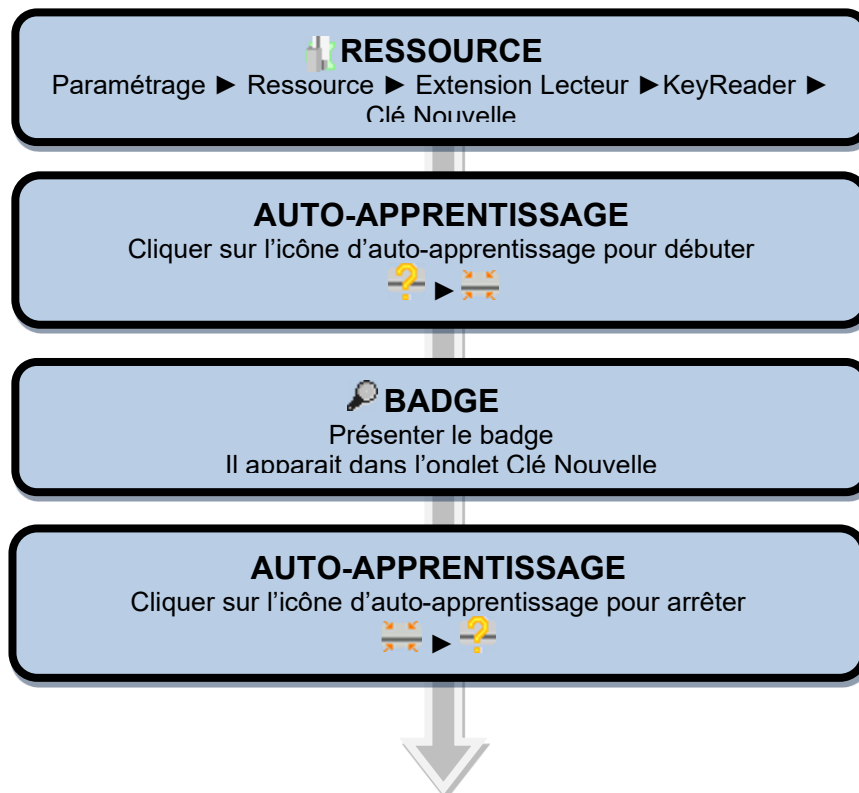 RESSOURCE
Paramétrage ► Ressource ► Extension Lecteur ►KeyReader ►
Clé Nouvelle
AUTO-APPRENTISSAGE
Cliquer sur l’icône d’auto-apprentissage pour débuter
►
BADGE
Présenter le badge
Il apparait dans l’onglet Clé Nouvelle
AUTO-APPRENTISSAGE
Cliquer sur l’icône d’auto-apprentissage pour arrêter
►